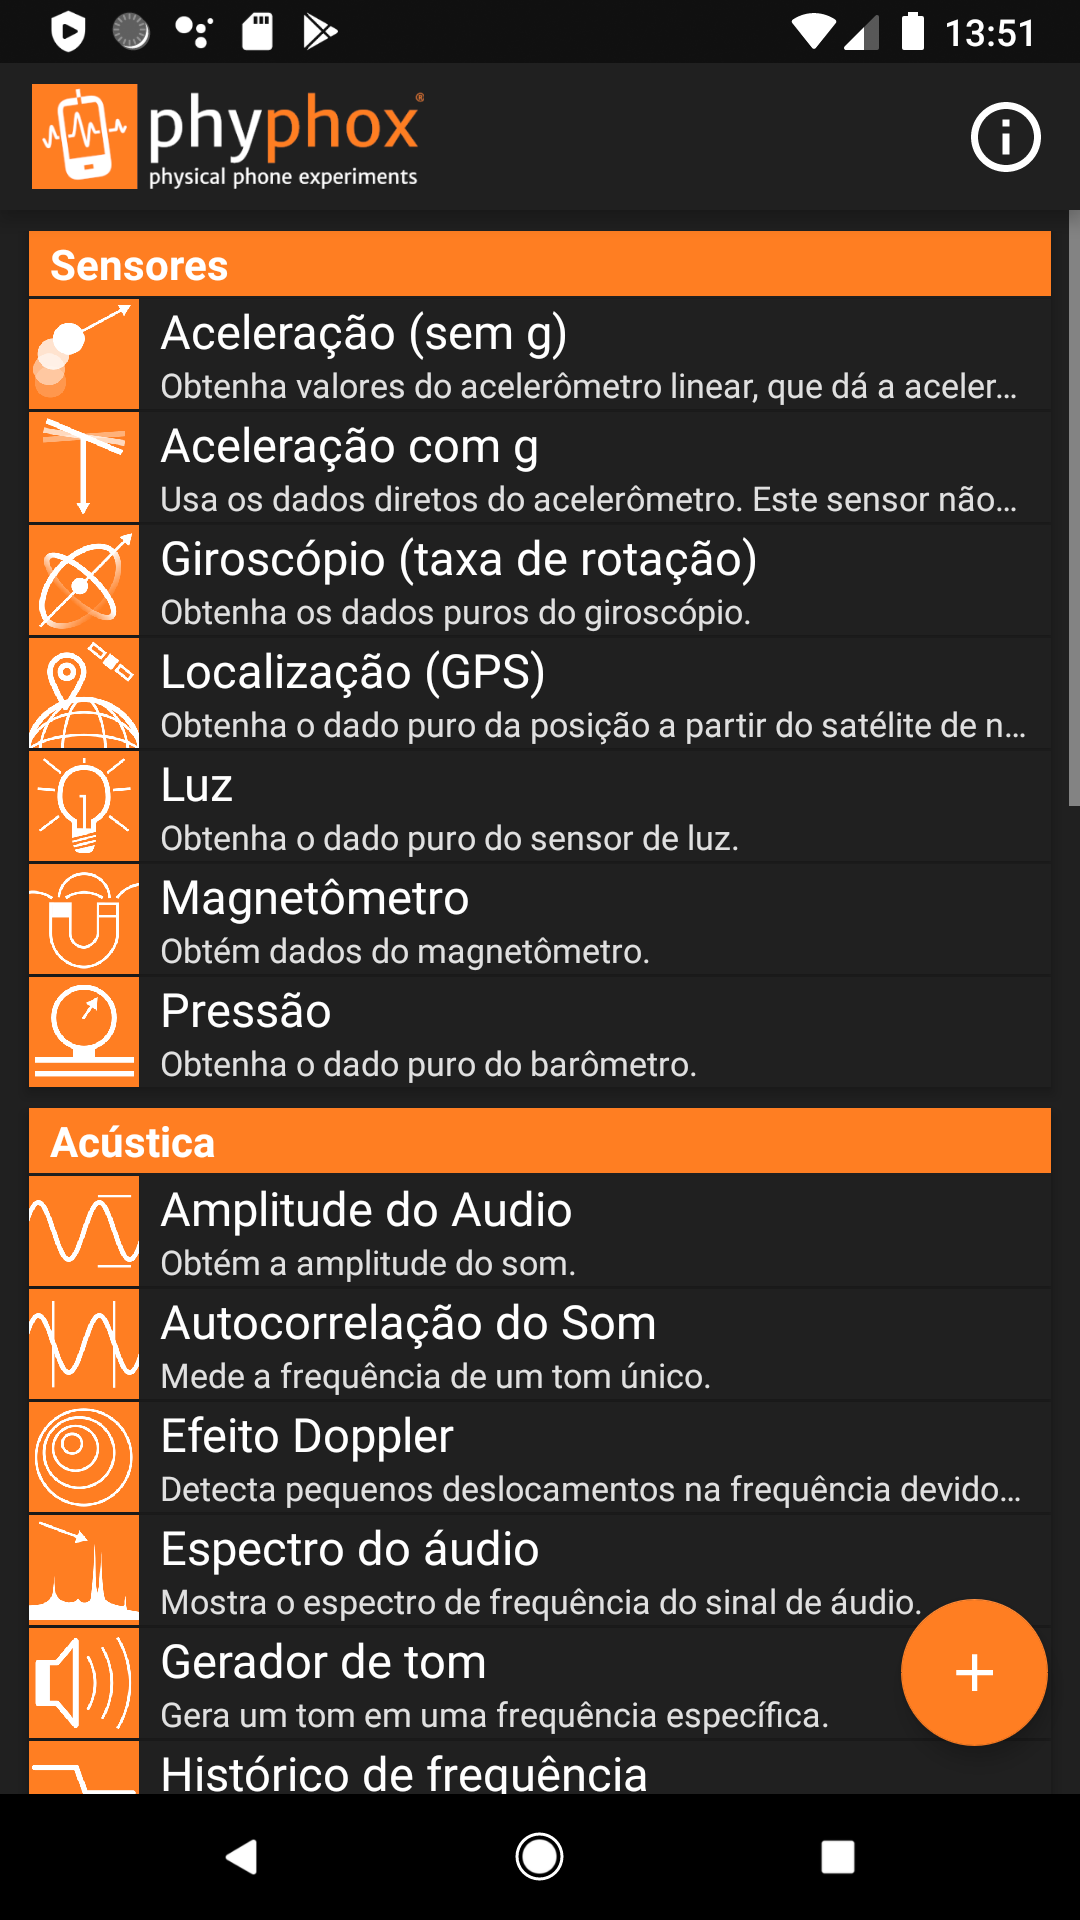 13:51
phyphox®
physical phone experiments
Sensores
Aceleração (sem g)
Obtenha valores do acelerômetro linear, que dá a aceler...
Aceleração com g
Usa os dados diretos do acelerômetro. Este sensor não...
Giroscópio (taxa de rotação)
Obtenha os dados puros do giroscópio.
Localização (GPS)
Obtenha o dado puro da posição a partir do satélite de n...
Luz
Obtenha o dado puro do sensor de luz.
Magnetômetro
Obtém dados do magnetômetro.
Pressão
Obtenha o dado puro do barômetro.
Acústica
Amplitude do Audio
Obtém a amplitude do som.
Autocorrelação do Som
Mede a frequência de um tom único.
Efeito Doppler
Detecta pequenos deslocamentos na frequência devido...
Espectro do áudio
Mostra o espectro de frequência do sinal de áudio.
Gerador de tom
Gera um tom em uma frequência específica.
Histórico de frequência